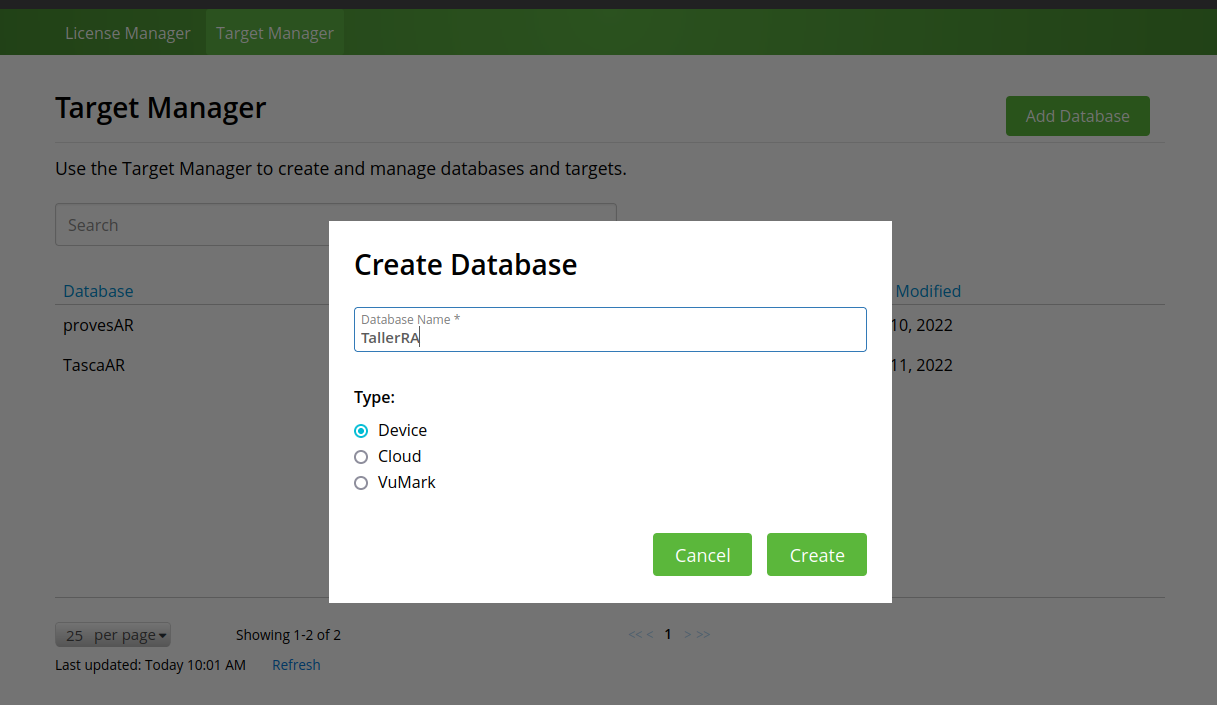 License Manager Target Manager
Target Manager
Add Database
Use the Target Manager to create and manage databases and targets.
Search
Create Database
Database Modified
Database Name *
provesAR 10, 2022
TallerRA
TascaAR 11, 2022
Type:
Device
Cloud
VuMark
Cancel Create
25 per page Showing 1-2 of 2 << < 1 > >>
Last updated: Today 10:01 AM Refresh